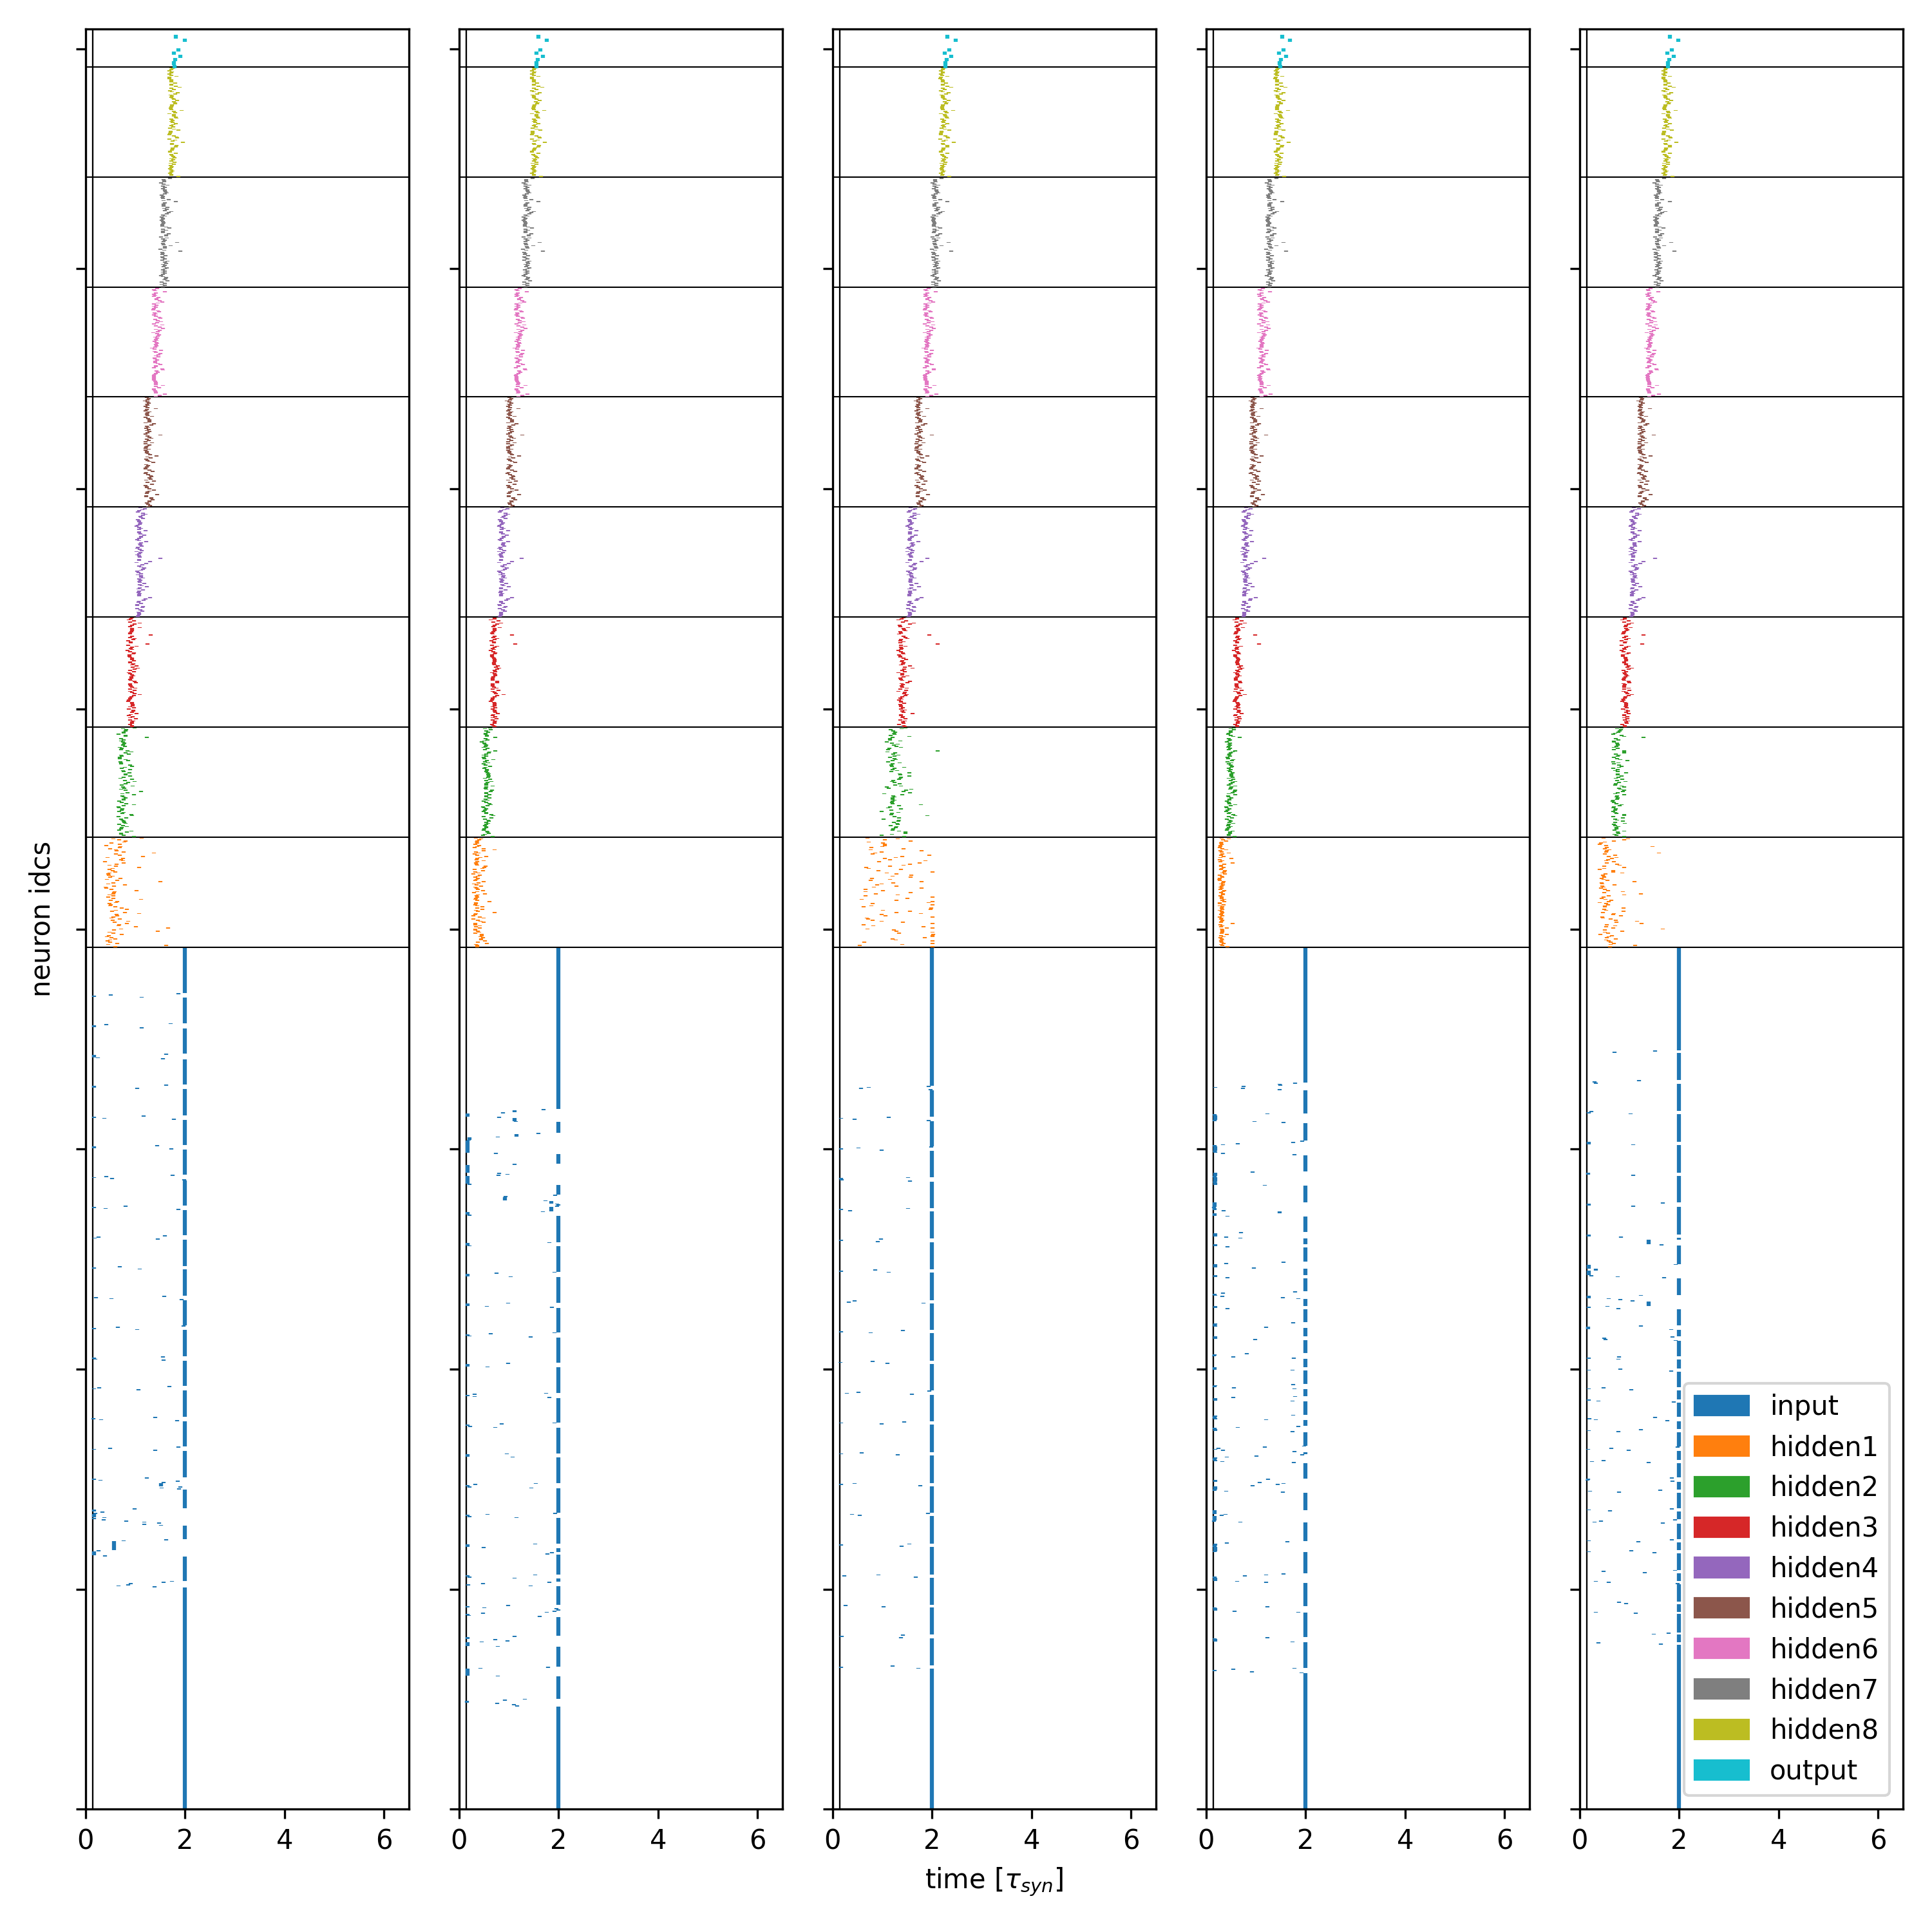 neuron idcs
0 2 4 6
0 2 4 6
0 2 4 6
0 2 4 6
0 2 4 6
time [τsyn]
input
hidden1
hidden2
hidden3
hidden4
hidden5
hidden6
hidden7
hidden8
output